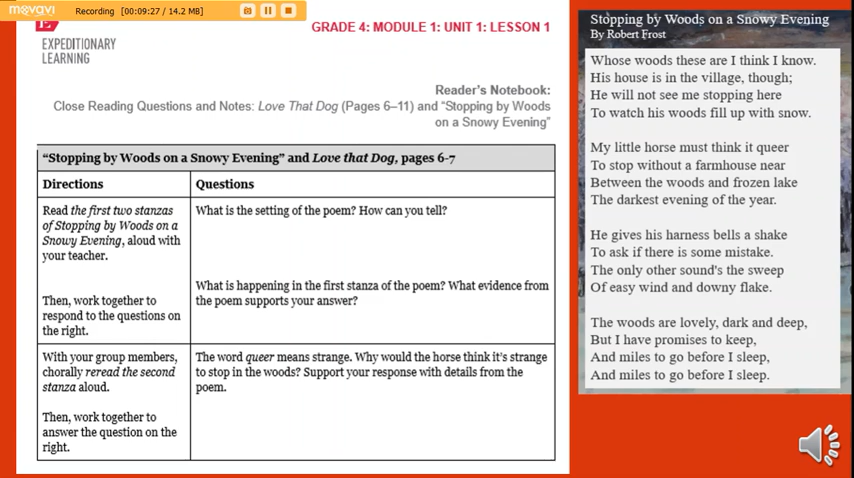 movavi
Recording [00:09:27 / 14.2 MB]
EXPEDITIONARY
LEARNING
GRADE 4: MODULE 1: UNIT 1: LESSON 1
Reader's Notebook:
Close Reading Questions and Notes: Love That Dog (Pages 6–11) and "Stopping by Woods
on a Snowy Evening"
"Stopping by Woods on a Snowy Evening" and Love that Dog, pages 6-7
Directions
Questions
Read the first two stanzas
of Stopping by Woods on a
Snowy Evening, aloud with
your teacher.
Then, work together to
respond to the questions on
the right.
What is the setting of the poem? How can you tell?
What is happening in the first stanza of the poem? What evidence from
the poem supports your answer?
With your group members,
chorally reread the second
stanza aloud.
Then, work together to
answer the question on the
right.
The word queer means strange. Why would the horse think it's strange
to stop in the woods? Support your response with details from the
poem.
Stopping by Woods on a Snowy Evening
By Robert Frost
Whose woods these are I think I know.
His house is in the village, though;
He will not see me stopping here
To watch his woods fill up with snow.
My little horse must think it queer
To stop without a farmhouse near
Between the woods and frozen lake
The darkest evening of the year.
He gives his harness bells a shake
To ask if there is some mistake.
The only other sound's the sweep
Of easy wind and downy flake.
The woods are lovely, dark and deep,
But I have promises to keep,
And miles to go before I sleep,
And miles to go before I sleep.